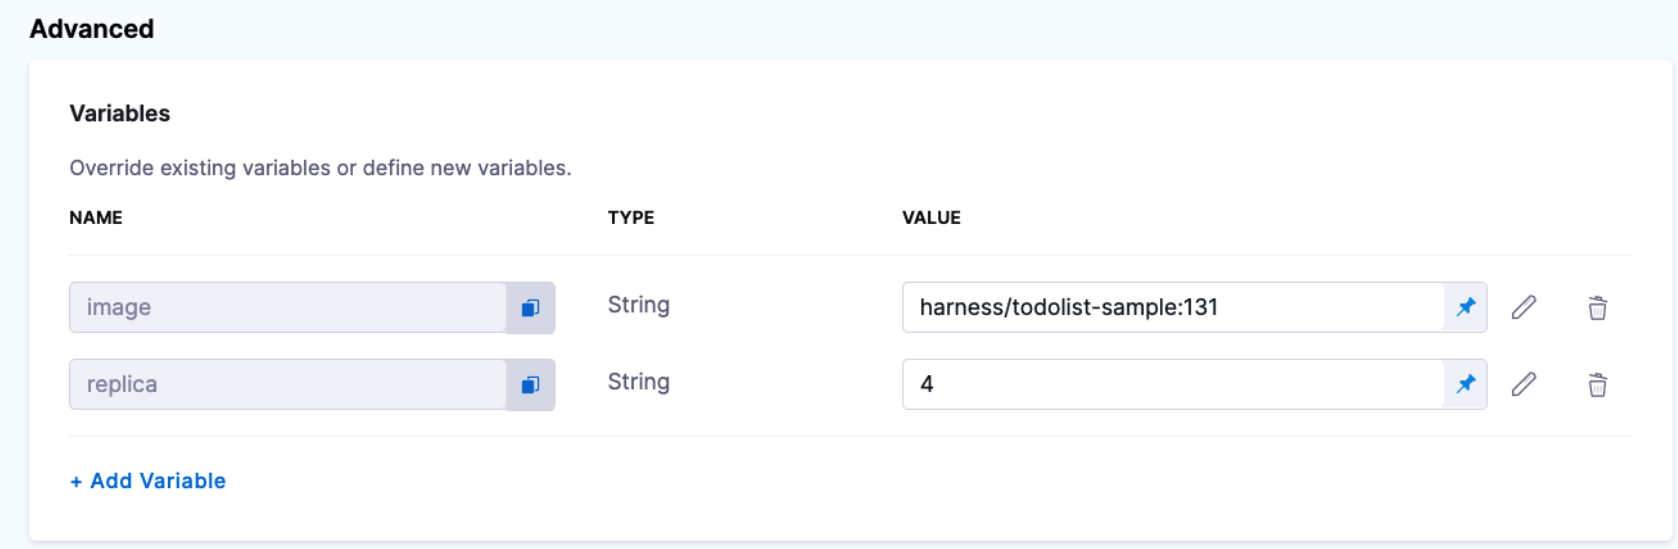 Advanced
Variables
Override existing variables or define new variables.
NAME TYPE VALUE
image String harness/todolist-sample:131
replica String 4
+ Add Variable